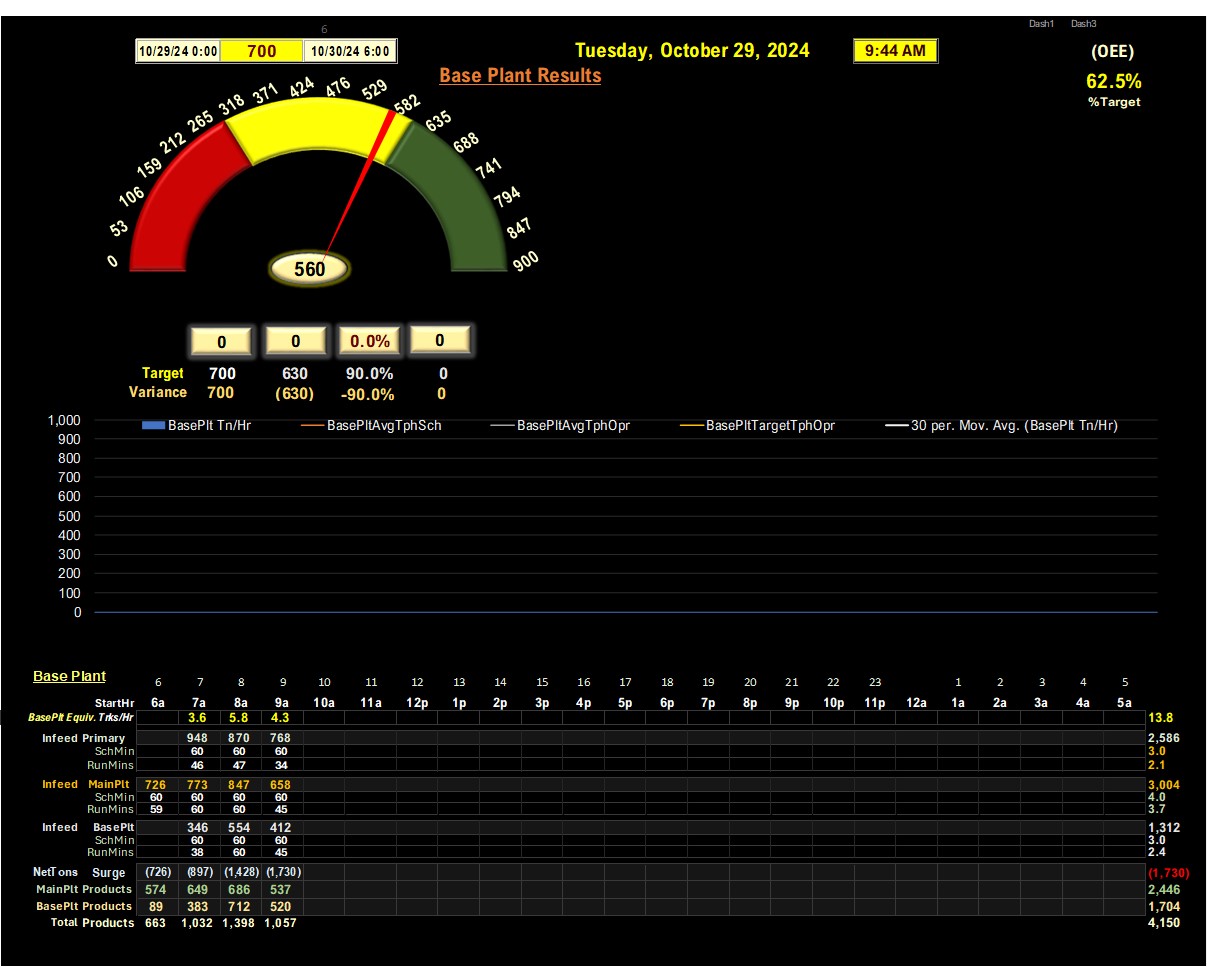 Dash1 Dash3
6
10/29/24 0:00 700 10/30/24 6:00 Tuesday, October 29, 2024 9:44 AM (OEE)
Base Plant Results 62.5%
%Target
0 53 106 159 212 265 318 371 424 476 529 582 635 688 741 794 847 900
560
0 0 0.0% 0
Target 700 630 90.0% 0
Variance 700 (630) -90.0% 0
BasePlt Tn/Hr BasePltAvgTphSch BasePltAvgTphOpr BasePltTargetTphOpr 30 per. Mov. Avg. (BasePlt Tn/Hr)
1,000
900
800
700
600
500
400
300
200
100
0
Base Plant 6 7 8 9 10 11 12 13 14 15 16 17 18 19 20 21 22 23 1 2 3 4 5
StartHr 6a 7a 8a 9a 10a 11a 12p 1p 2p 3p 4p 5p 6p 7p 8p 9p 10p 11p 12a 1a 2a 3a 4a 5a
BasePlt Equiv. Trks/Hr 3.6 5.8 4.3 13.8
Infeed Primary 948 870 768 2,586
SchMin 60 60 60 3.0
RunMins 46 47 34 2.1
Infeed MainPlt 726 773 847 658 3,004
SchMin 60 60 60 60 4.0
RunMins 59 60 60 45 3.7
Infeed BasePlt 346 554 412 1,312
SchMin 60 60 60 3.0
RunMins 38 60 45 2.4
NetTons Surge (726) (897) (1,428) (1,730) (1,730)
MainPlt Products 574 649 686 537 2,446
BasePlt Products 89 383 712 520 1,704
Total Products 663 1,032 1,398 1,057 4,150